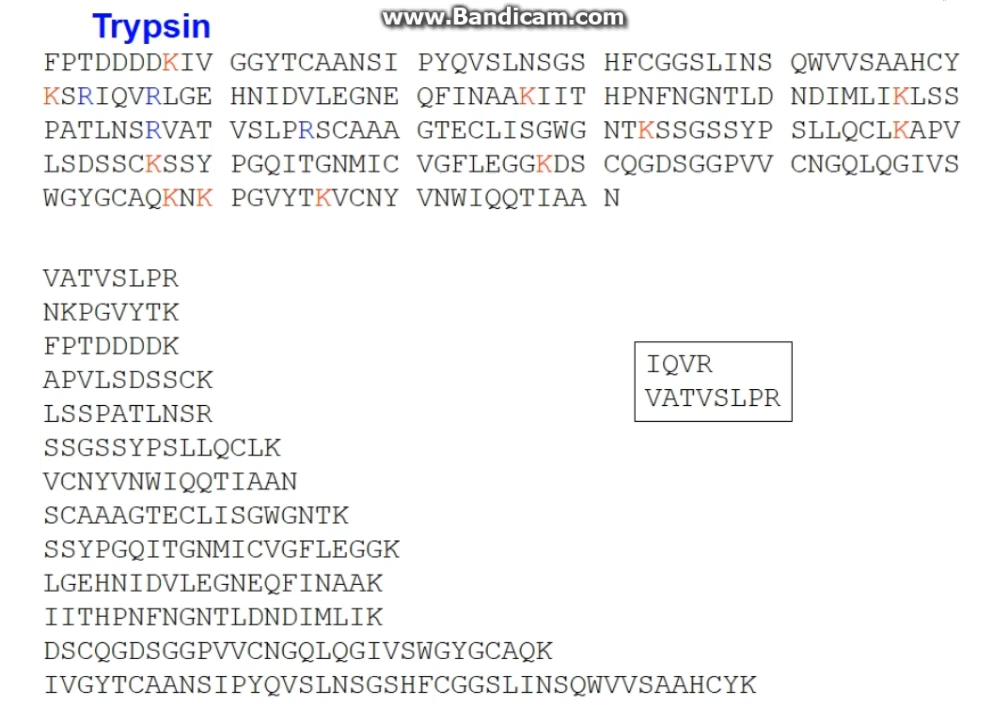 www.Bandicam.com
Trypsin
FPTDDDDKIV GGYTCAANSI PYQVSLNSGS HFCGGSLINS QWVVSAAHCY
KSRIQVRLGE HNIDVLEGNE QFINAAKIIT HPNFNGNTLD NDIMLIKLSS
PATLNSRVAT VSLPRSCAAA GTECLISGWG NTKSSGSSYP SLLQCLKAPV
LSDSSCKSSY PGQITGNMIC VGFLEGGKDS CQGDSGGPVV CNGQLQGIVS
WGYGCAQKNK PGVYTKVCNY VNWIQQTIAA N
VATVSLPR
NKPGVYTK
FPTDDDDK
APVLSDSSCK
LSSPATLNSR
SSGSSYPSLLQCLK
VCNYVNWIQQTIAAN
SCAAAGTECLISGWGNTK
SSYPGQITGNMICVGFLEGGK
LGEHNIDVLEGNEQFINAAK
IITHPNFNGNTLDNDIMLIK
DSCQGDSGGPVVCNGQLQGIVSWGYGCAQK
IVGYTCAANSIPYQVSLNSGSHFCGGSLINSQWVVSAAHCYK
IQVR
VATVSLPR